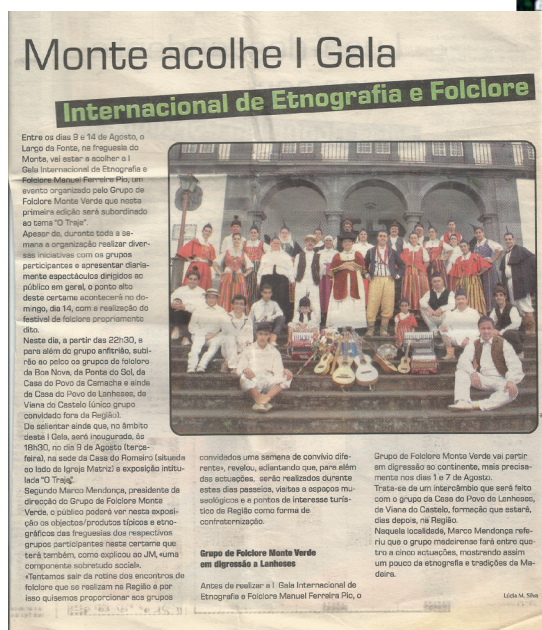 Monte acolhe I Gala
Internacional de Etnografia e Folclore
Entre os dias 9 e 14 de Agosto, o
Largo da Fonte, na freguesia do
Monte, vai estar a acolher a I
Gala Internacional de Etnografia e
Folclore Manuel Ferreira Pio, um
evento organizado pelo Grupo de
Folclore Monte Verde que nesta
primeira edição será subordinado
ao tema "O Traje".
Apesar de, durante toda a se-
mana a organização realizar diver-
sas iniciativas com os grupos
participantes e apresentar diaria-
mente espectáculos dirigidos ao
público em geral, o ponto alto
deste certame acontecerá no do-
mingo, dia 14, com a realização do
festival de folclore propriamente
dito.
Neste dia, a partir das 22h30, e
para além do grupo anfitrião, subi-
rão ao palco os grupos de folclore
da Boa Nova, da Ponta do Sol, da
Casa do Povo da Camacha e ainda
da Casa do Povo de Lanheses, de
Viana do Castelo (único grupo
convidado fora da Região).
De salientar ainda que, no âmbito
desta I Gala, será inaugurada, às
18h30, no dia 9 de Agosto (terça-
feira), na sede da Casa do Romeiro (situada
ao lado da Igreja Matriz) a exposição intitu-
lada "O Traje".
Segundo Marco Mendonça, presidente da
direcção do Grupo de Folclore Monte
Verde, o público poderá ver nesta exposi-
ção os objectos/produtos típicos e etno-
gráficos das freguesias dos respectivos
grupos participantes neste certame que
terá também, como explicou ao JM, «uma
componente sobretudo social».
«Tentamos sair da rotina dos encontros de
folclore que se realizam na Região e por
isso quisemos proporcionar aos grupos
convidados uma semana de convívio dife-
rente», revelou, adiantando que, para além
das actuações, serão realizados durante
estes dias passeios, visitas a espaços mu-
seológicos e a pontos de interesse turís-
tico da Região como forma de
confraternização.
Grupo de Folclore Monte Verde
em digressão a Lanheses
Antes de realizar a I Gala Internacional de
Etnografia e Folclore Manuel Ferreira Pio, o
Grupo de Folclore Monte Verde vai partir
em digressão ao continente, mais precisa-
mente nos dias 1 e 7 de Agosto.
Trata-se de um intercâmbio que será feito
com o grupo da Casa do Povo de Lanheses,
de Viana do Castelo, formação que estará,
dias depois, na Região.
Naquela localidade, Marco Mendonça refe-
riu que o grupo madeirense fará entre qua-
tro a cinco actuações, mostrando assim
um pouco da etnografia e tradições da Ma-
deira.
Lúcia M. Silva